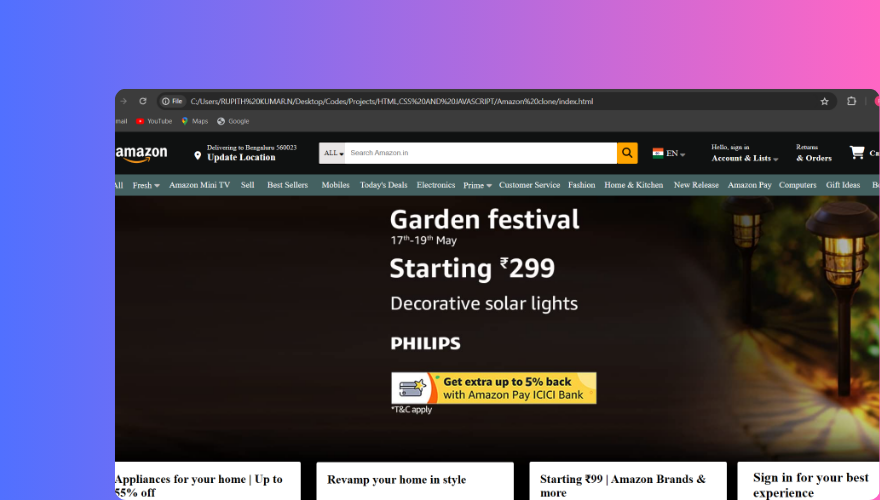 File C:/Users/RUPITH%20KUMAR.N/Desktop/Codes/Projects/HTML,CSS%20AND%20JAVASCRIPT/Amazon%20clone/index.html
mail YouTube Maps Google
amazon
Delivering to Bengaluru 560023
Update Location
ALL Search Amazon.in
EN
Hello, sign in
Account & Lists
Returns
& Orders
Ca
All Fresh Amazon Mini TV Sell Best Sellers Mobiles Today's Deals Electronics Prime Customer Service Fashion Home & Kitchen New Release Amazon Pay Computers Gift Ideas B
Garden festival
17th-19th May
Starting ₹299
Decorative solar lights
PHILIPS
Get extra up to 5% back
with Amazon Pay ICICI Bank
*T&C apply
Appliances for your home | Up to
55% off
Revamp your home in style
Starting ₹99 | Amazon Brands &
more
Sign in for your best
experience